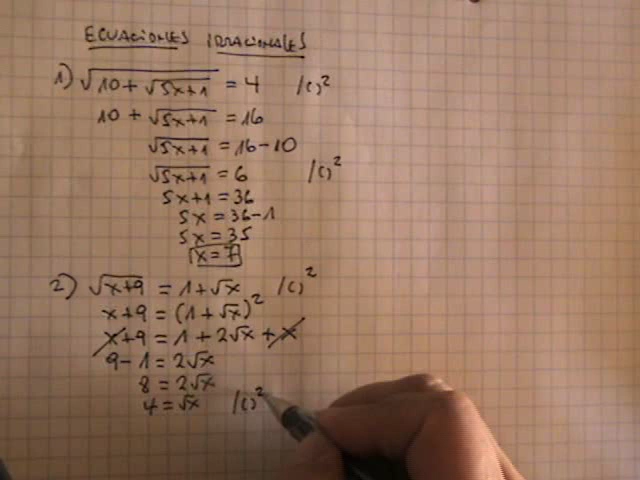 ECUACIONES IRRACIONALES
1) √(10 + √(5x+1)) = 4 /()²
10 + √(5x+1) = 16
√(5x+1) = 16 - 10
√(5x+1) = 6 /()²
5x+1 = 36
5x = 36-1
5x = 35
x = 7
2) √(x+9) = 1 + √x /()²
x+9 = (1 + √x)²
x+9 = 1 + 2√x + x
9 - 1 = 2√x
8 = 2√x
4 = √x /()²